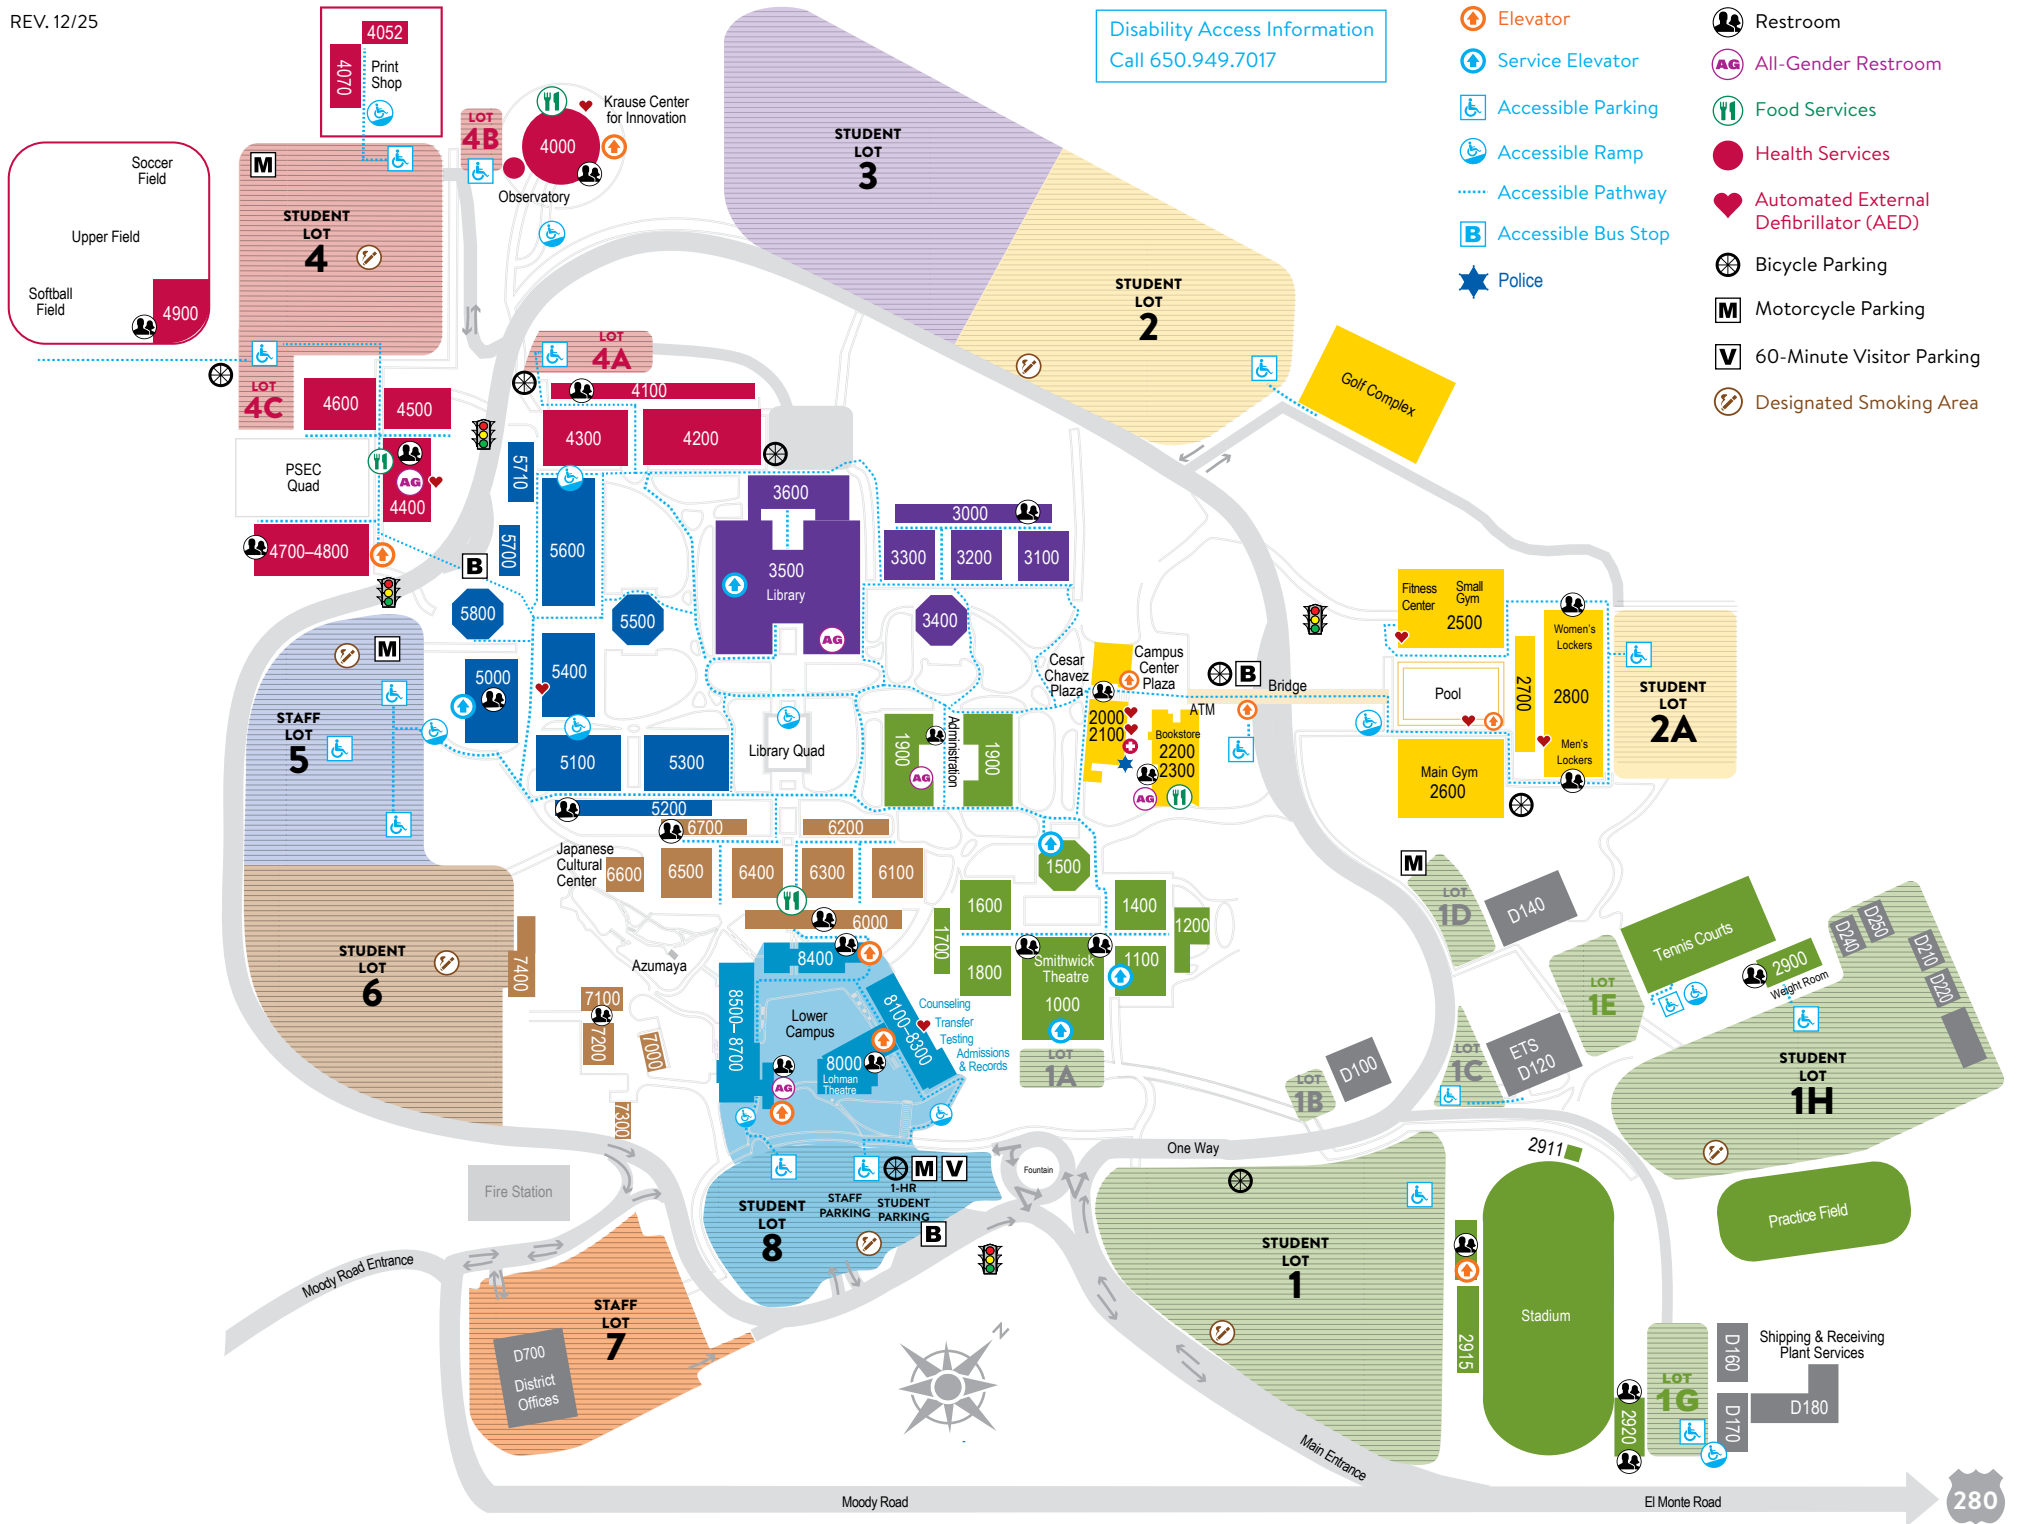 REV. 12/25
4052
4070
Print
Shop
Disability Access Information
Call 650.949.7017
Elevator
Service Elevator
Accessible Parking
Accessible Ramp
Accessible Pathway
B
Accessible Bus Stop
Police
Restroom
AG
All-Gender Restroom
Food Services
Health Services
Automated External
Defibrillator (AED)
Bicycle Parking
M
Motorcycle Parking
V
60-Minute Visitor Parking
Designated Smoking Area
Soccer
Field
Upper Field
Softball
Field
4900
M
STUDENT
LOT
4
LOT
4B
Krause Center
for Innovation
4000
Observatory
STUDENT
LOT
3
STUDENT
LOT
2
Golf Complex
LOT
4A
LOT
4C
4600
4500
4100
4300
4200
PSEC
Quad
AG
4400
4700–4800
5710
5700
5600
B
5800
5500
5000
5400
5100
5300
5200
3600
3500
Library
AG
3000
3300
3200
3100
3400
Library Quad
1900
Administration
1900
AG
Cesar
Chavez
Plaza
Campus
Center
Plaza
2000
2100
ATM
Bookstore
2200
2300
AG
B
Bridge
Fitness
Center
Small
Gym
2500
Pool
2700
Women's
Lockers
2800
Men's
Lockers
Main Gym
2600
STUDENT
LOT
2A
M
STAFF
LOT
5
STUDENT
LOT
6
6700
6200
Japanese
Cultural
Center
6600
6500
6400
6300
6100
6000
Azumaya
7400
7100
7200
7000
7300
1500
1600
1400
1200
1700
1800
Smithwick
Theatre
1000
1100
LOT
1A
8400
8500–8700
Lower
Campus
8100–8300
8000
Lohman
Theatre
AG
Counseling
Transfer
Testing
Admissions
& Records
M
LOT
1D
D140
LOT
1E
Tennis Courts
2900
Weight Room
D240
D250
D210
D220
LOT
1C
ETS
D120
LOT
1B
D100
STUDENT
LOT
1H
Fire Station
STUDENT
LOT
8
STAFF
PARKING
M
V
1-HR
STUDENT
PARKING
B
Fountain
One Way
2911
STUDENT
LOT
1
2915
Stadium
Practice Field
Moody Road Entrance
STAFF
LOT
7
D700
District
Offices
N
Main Entrance
2920
LOT
1G
D160
D170
Shipping & Receiving
Plant Services
D180
Moody Road
El Monte Road
280